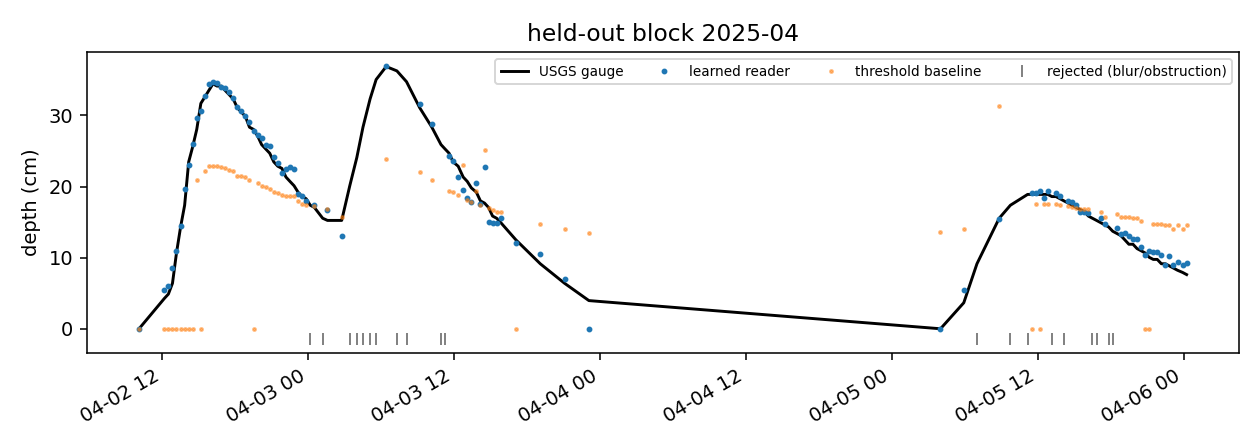 held-out block 2025-04
USGS gauge learned reader threshold baseline rejected (blur/obstruction)
depth (cm)
30
20
10
0
04-02 12 04-03 00 04-03 12 04-04 00 04-04 12 04-05 00 04-05 12 04-06 00